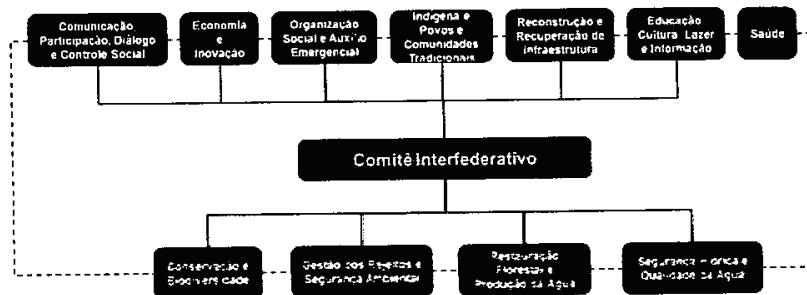 Comunicação,
Participação, Diálogo
e Controle Social
Economia
e
Inovação
Organização
Social e Auxílio
Emergencial
Indígena e
Povos e
Comunidades
Tradicionais
Reconstrução e
Recuperação de
Infraestrutura
Educação
Cultura Lazer
e Informação
Saúde
Comitê Interfederativo
Conservação e
Biodiversidade
Gestão dos Rejeitos e
Segurança Ambiental
Restauração
Florestal e
Produção da Água
Segurança Hídrica e
Qualidade da Água